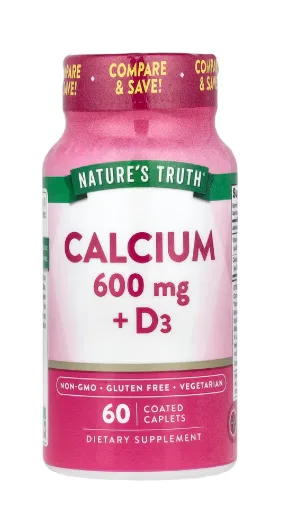 COMPARE
& SAVE!
NATURE'S TRUTH
CALCIUM
600 mg
+ D3
NON-GMO • GLUTEN FREE • VEGETARIAN
60 COATED
CAPLETS
DIETARY SUPPLEMENT